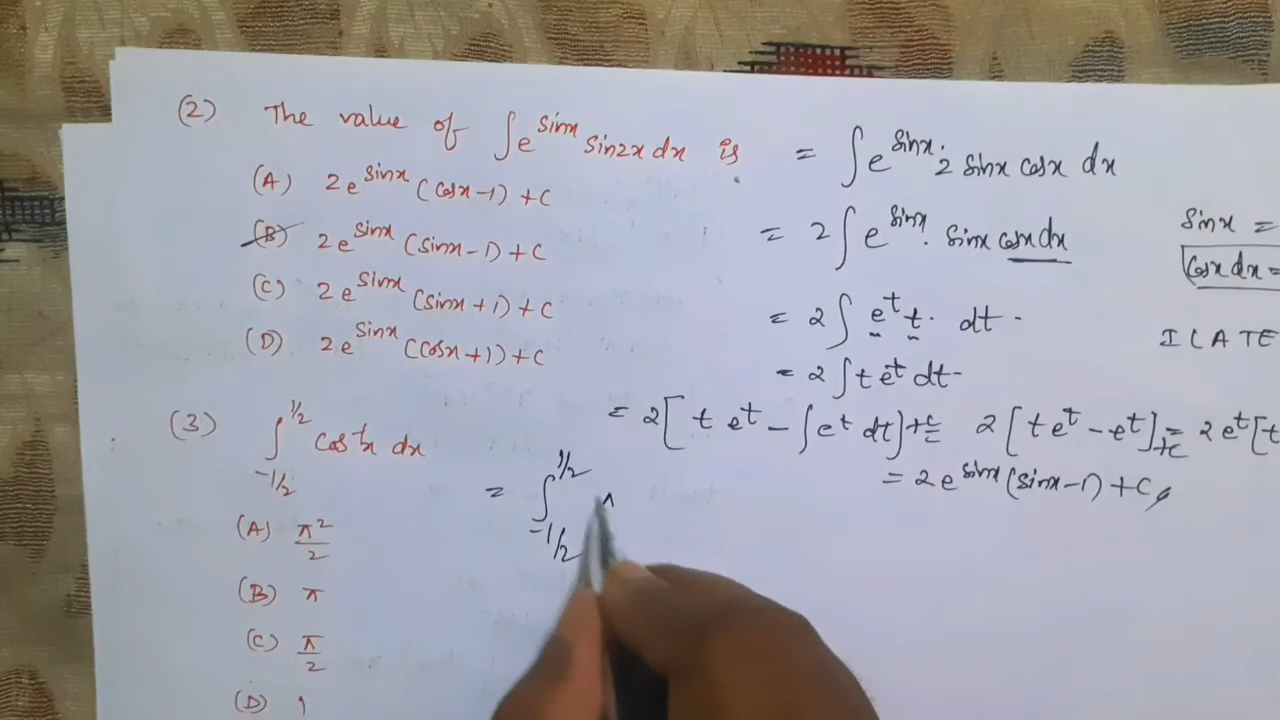 (2) The value of ∫e^sinx sin2x dx is
(A) 2e^sinx (cosx-1)+C
(B) 2e^sinx (sinx-1)+C
(C) 2e^sinx (sinx+1)+C
(D) 2e^sinx (cosx+1)+C
(3) ∫_{-1/2}^{1/2} cos⁻¹x dx
(A) π²/2
(B) π
(C) π/2
(D) 1
= ∫e^sinx. 2 sinx cosx dx
= 2∫e^sinx. sinx cosx dx
= 2∫ e^t t. dt.
= 2∫t e^t dt.
= 2[t e^t - ∫e^t dt]+C = 2[te^t - e^t]+C = 2e^t[t
= 2e^sinx (sinx-1)+C
sinx =
cosx dx =
ILATE
= ∫_{-1/2}^{1/2}